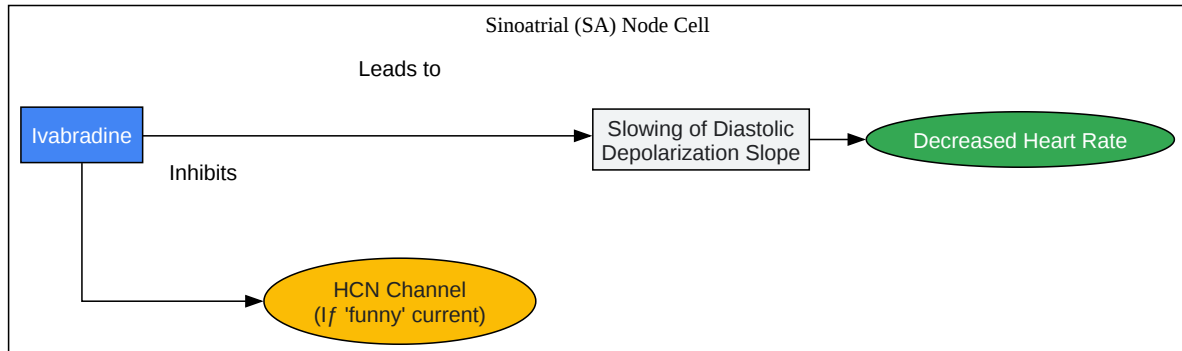 Sinoatrial (SA) Node Cell
Leads to
Ivabradine
Slowing of Diastolic
Depolarization Slope
Decreased Heart Rate
Inhibits
HCN Channel
(Iƒ 'funny' current)